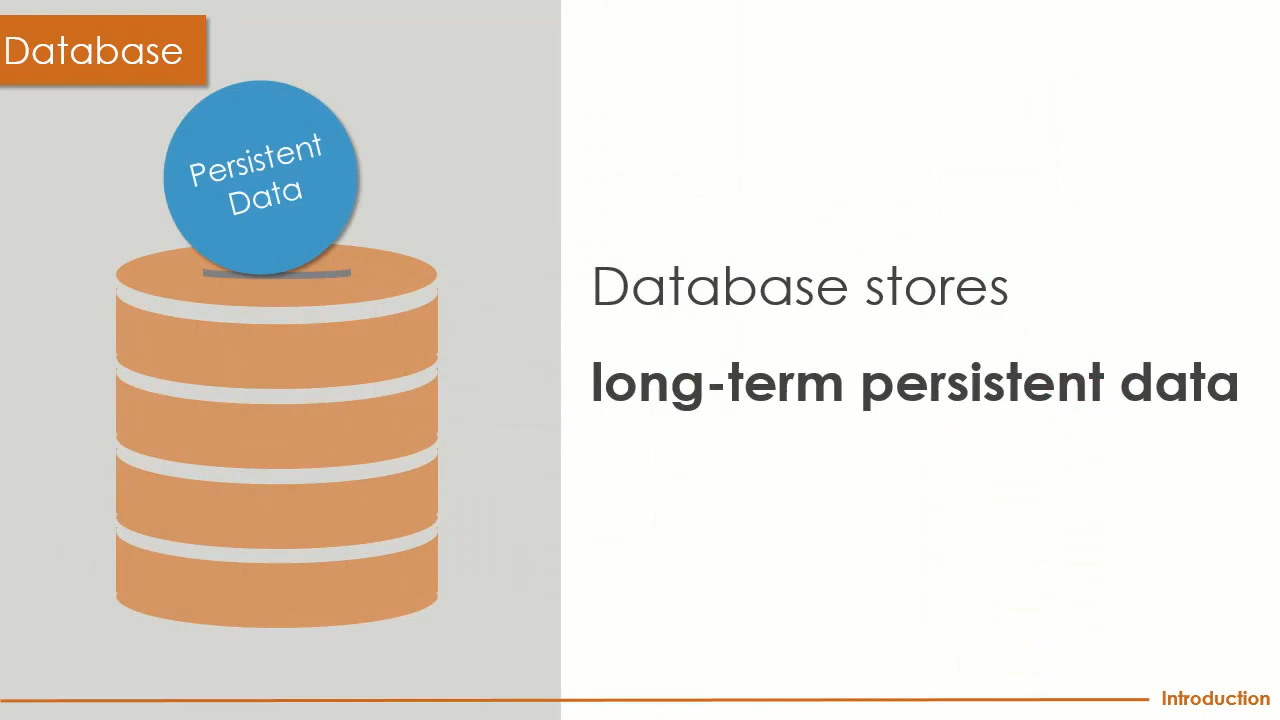 Database
Persistent
Data
Database stores
long-term persistent data
Introduction